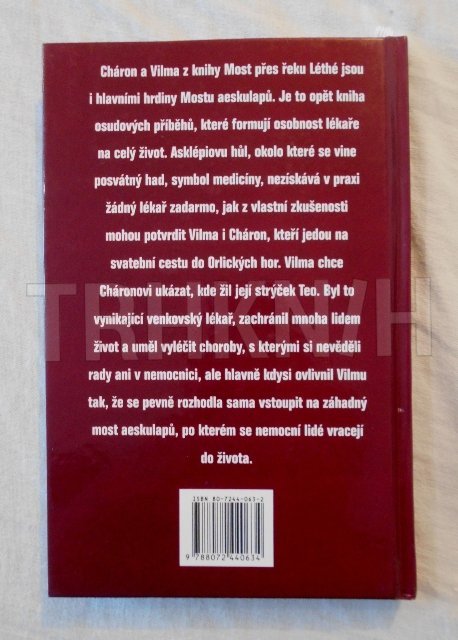 Cháron a Vilma z knihy Most přes řeku Léthé jsou
i hlavními hrdiny Mostu aeskulapů. Je to opět kniha
osudových příběhů, které formují osobnost lékaře
na celý život. Asklépiovu hůl, okolo které se vine
posvátný had, symbol medicíny, nezískává v praxi
žádný lékař zadarmo, jak z vlastní zkušenosti
mohou potvrdit Vilma i Cháron, kteří jedou na
svatební cestu do Orlických hor. Vilma chce
Cháronovi ukázat, kde žil její strýček Teo. Byl to
vynikající venkovský lékař, zachránil mnoha lidem
život a uměl vyléčit choroby, s kterými si nevěděli
rady ani v nemocnici, ale hlavně kdysi ovlivnil Vilmu
tak, že se pevně rozhodla sama vstoupit na záhadný
most aeskulapů, po kterém se nemocní lidé vracejí
do života.
ISBN 80-7244-063-2
9 788072 440634